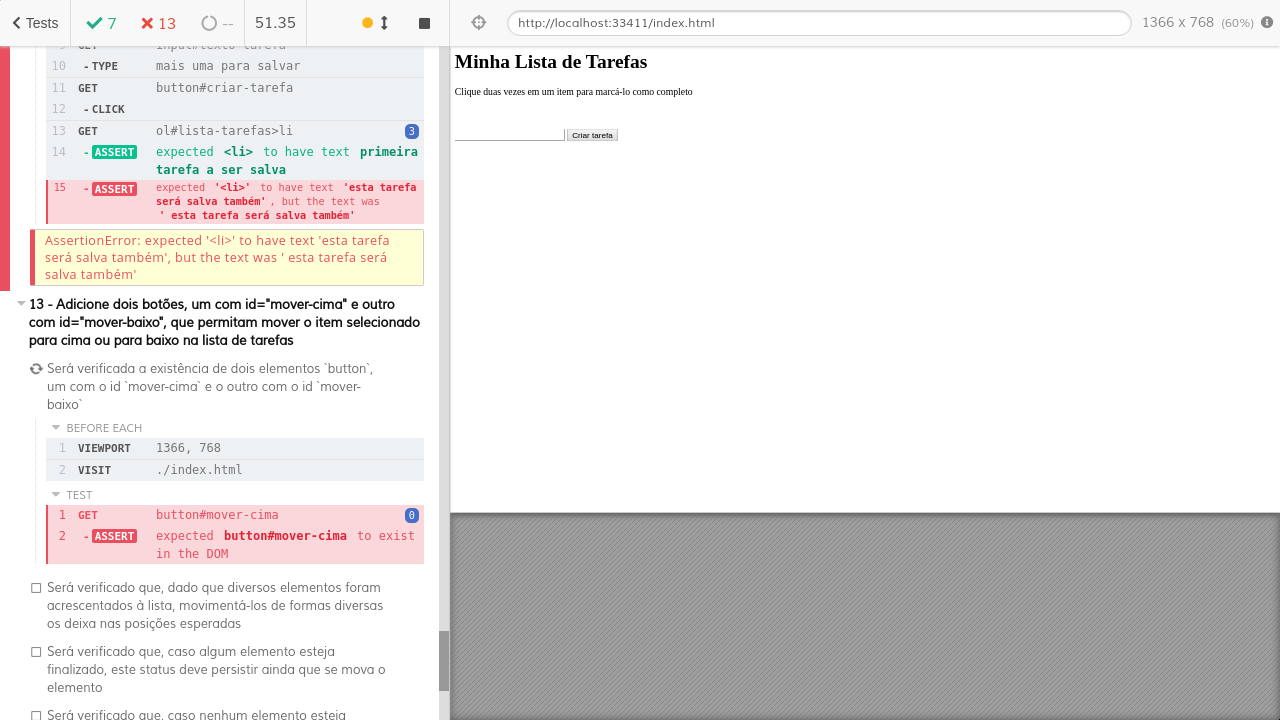 Tests
7
13
--
51.35
http://localhost:33411/index.html
1366 x 768 (60%)
9 GET input#texto-tarefa
10 -TYPE mais uma para salvar
11 GET button#criar-tarefa
12 -CLICK
13 GET ol#lista-tarefas>li 3
14 -ASSERT expected <li> to have text primeira
tarefa a ser salva
15 -ASSERT expected '<li>' to have text 'esta tarefa
será salva também', but the text was
' esta tarefa será salva também'
AssertionError: expected '<li>' to have text 'esta tarefa
será salva também', but the text was ' esta tarefa será
salva também'
13 - Adicione dois botões, um com id="mover-cima" e outro
com id="mover-baixo", que permitam mover o item selecionado
para cima ou para baixo na lista de tarefas
Será verificada a existência de dois elementos `button`,
um com o id `mover-cima` e o outro com o id `mover-
baixo`
BEFORE EACH
1 VIEWPORT 1366, 768
2 VISIT ./index.html
TEST
1 GET button#mover-cima 0
2 -ASSERT expected button#mover-cima to exist
in the DOM
Será verificado que, dado que diversos elementos foram
acrescentados à lista, movimentá-los de formas diversas
os deixa nas posições esperadas
Será verificado que, caso algum elemento esteja
finalizado, este status deve persistir ainda que se mova o
elemento
Será verificado que, caso nenhum elemento esteja
Minha Lista de Tarefas
Clique duas vezes em um item para marcá-lo como completo
Criar tarefa